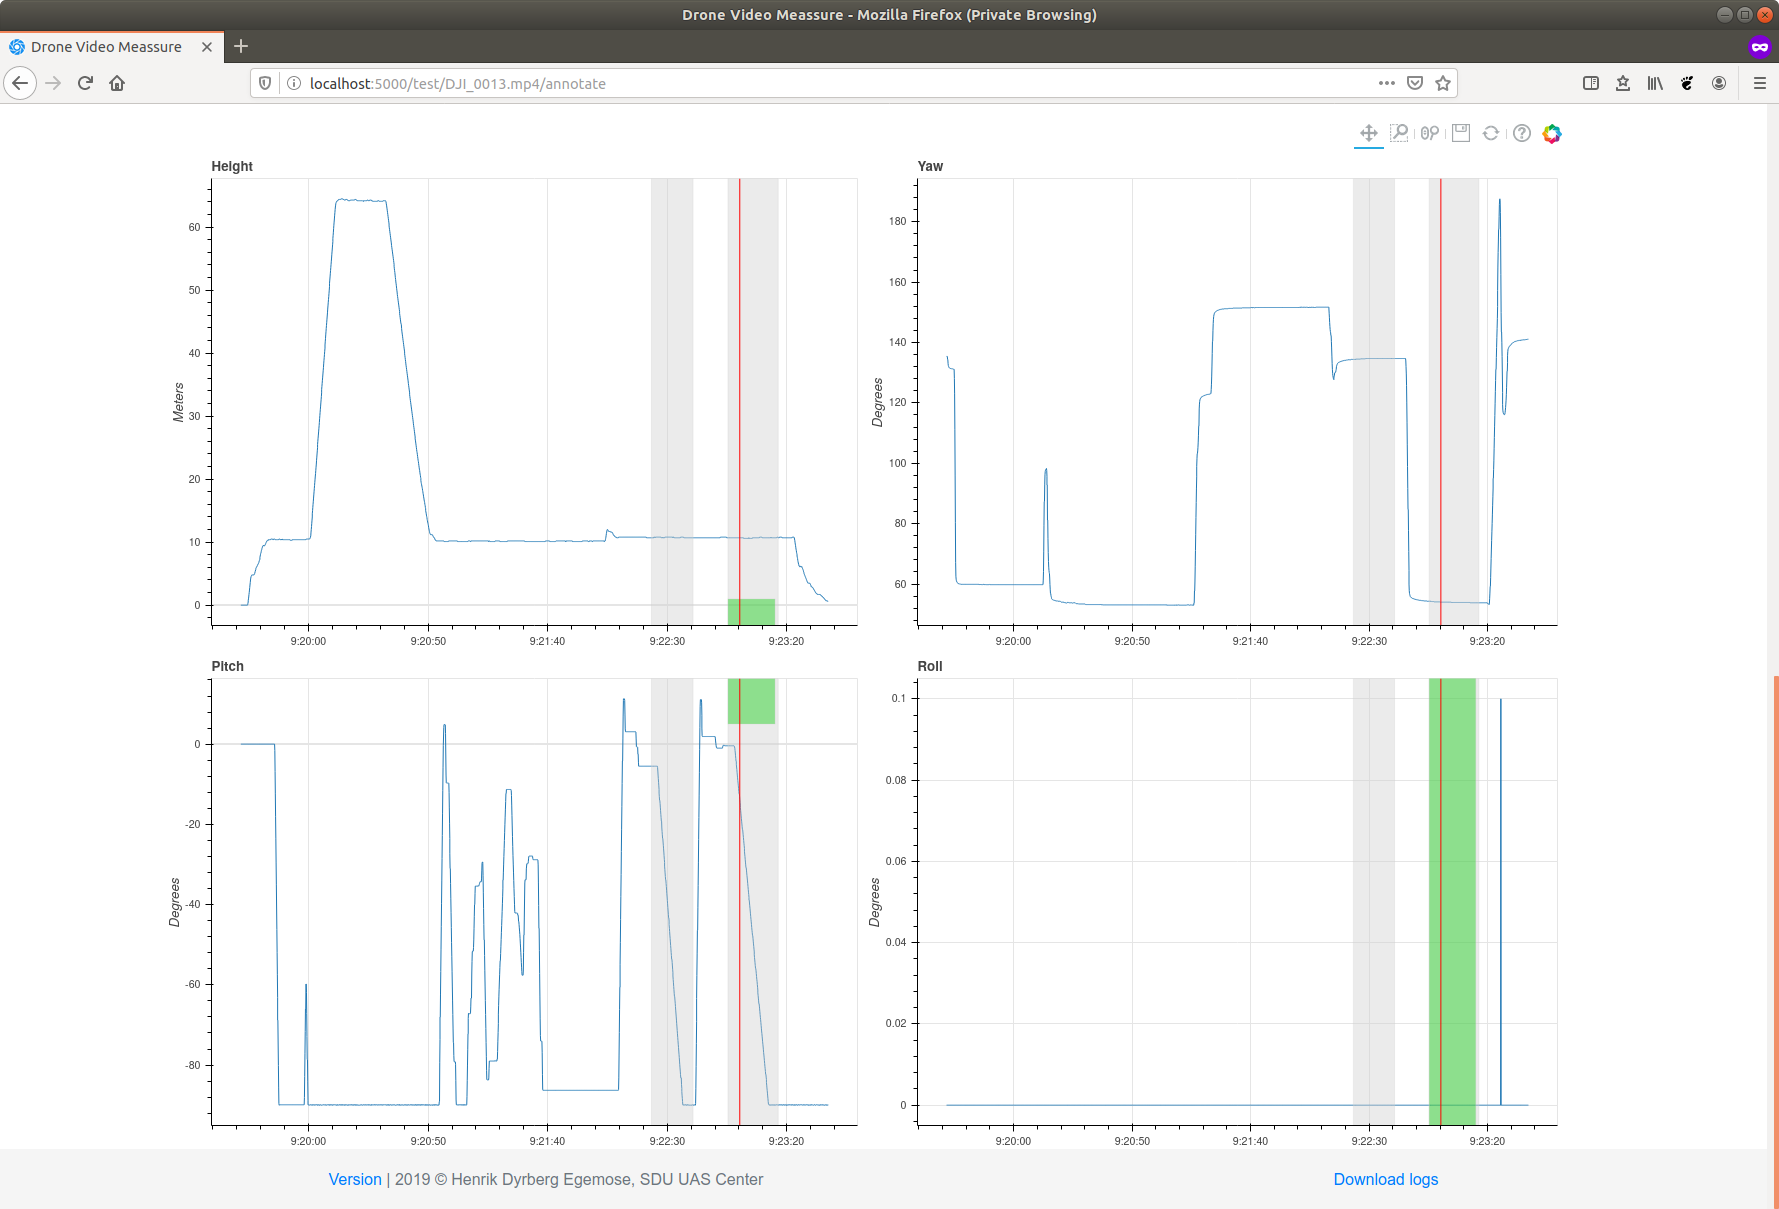 Drone Video Meassure - Mozilla Firefox (Private Browsing)
Drone Video Meassure
localhost:5000/test/DJI_0013.mp4/annotate
Height
Meters
60
50
40
30
20
10
0
9:20:00 9:20:50 9:21:40 9:22:30 9:23:20
Yaw
Degrees
180
160
140
120
100
80
60
9:20:00 9:20:50 9:21:40 9:22:30 9:23:20
Pitch
Degrees
0
-20
-40
-60
-80
9:20:00 9:20:50 9:21:40 9:22:30 9:23:20
Roll
Degrees
0.1
0.08
0.06
0.04
0.02
0
9:20:00 9:20:50 9:21:40 9:22:30 9:23:20
Version | 2019 © Henrik Dyrberg Egemose, SDU UAS Center
Download logs